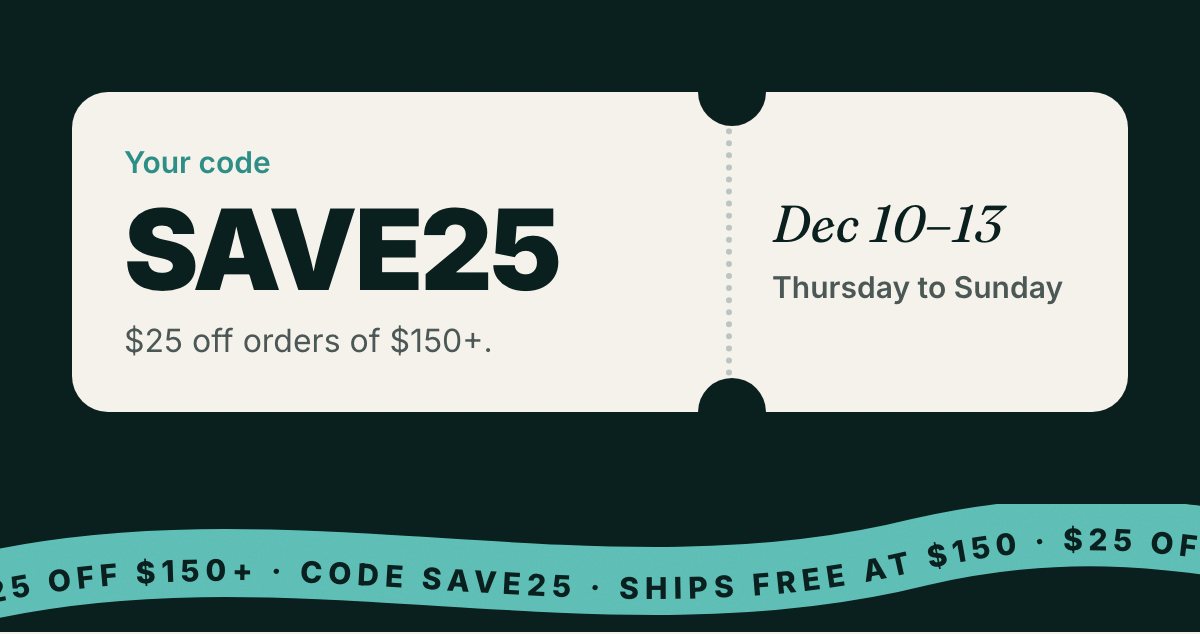 Your code
SAVE25
$25 off orders of $150+.
Dec 10–13
Thursday to Sunday
25 OFF $150+ · CODE SAVE25 · SHIPS FREE AT $150 · $25 OF